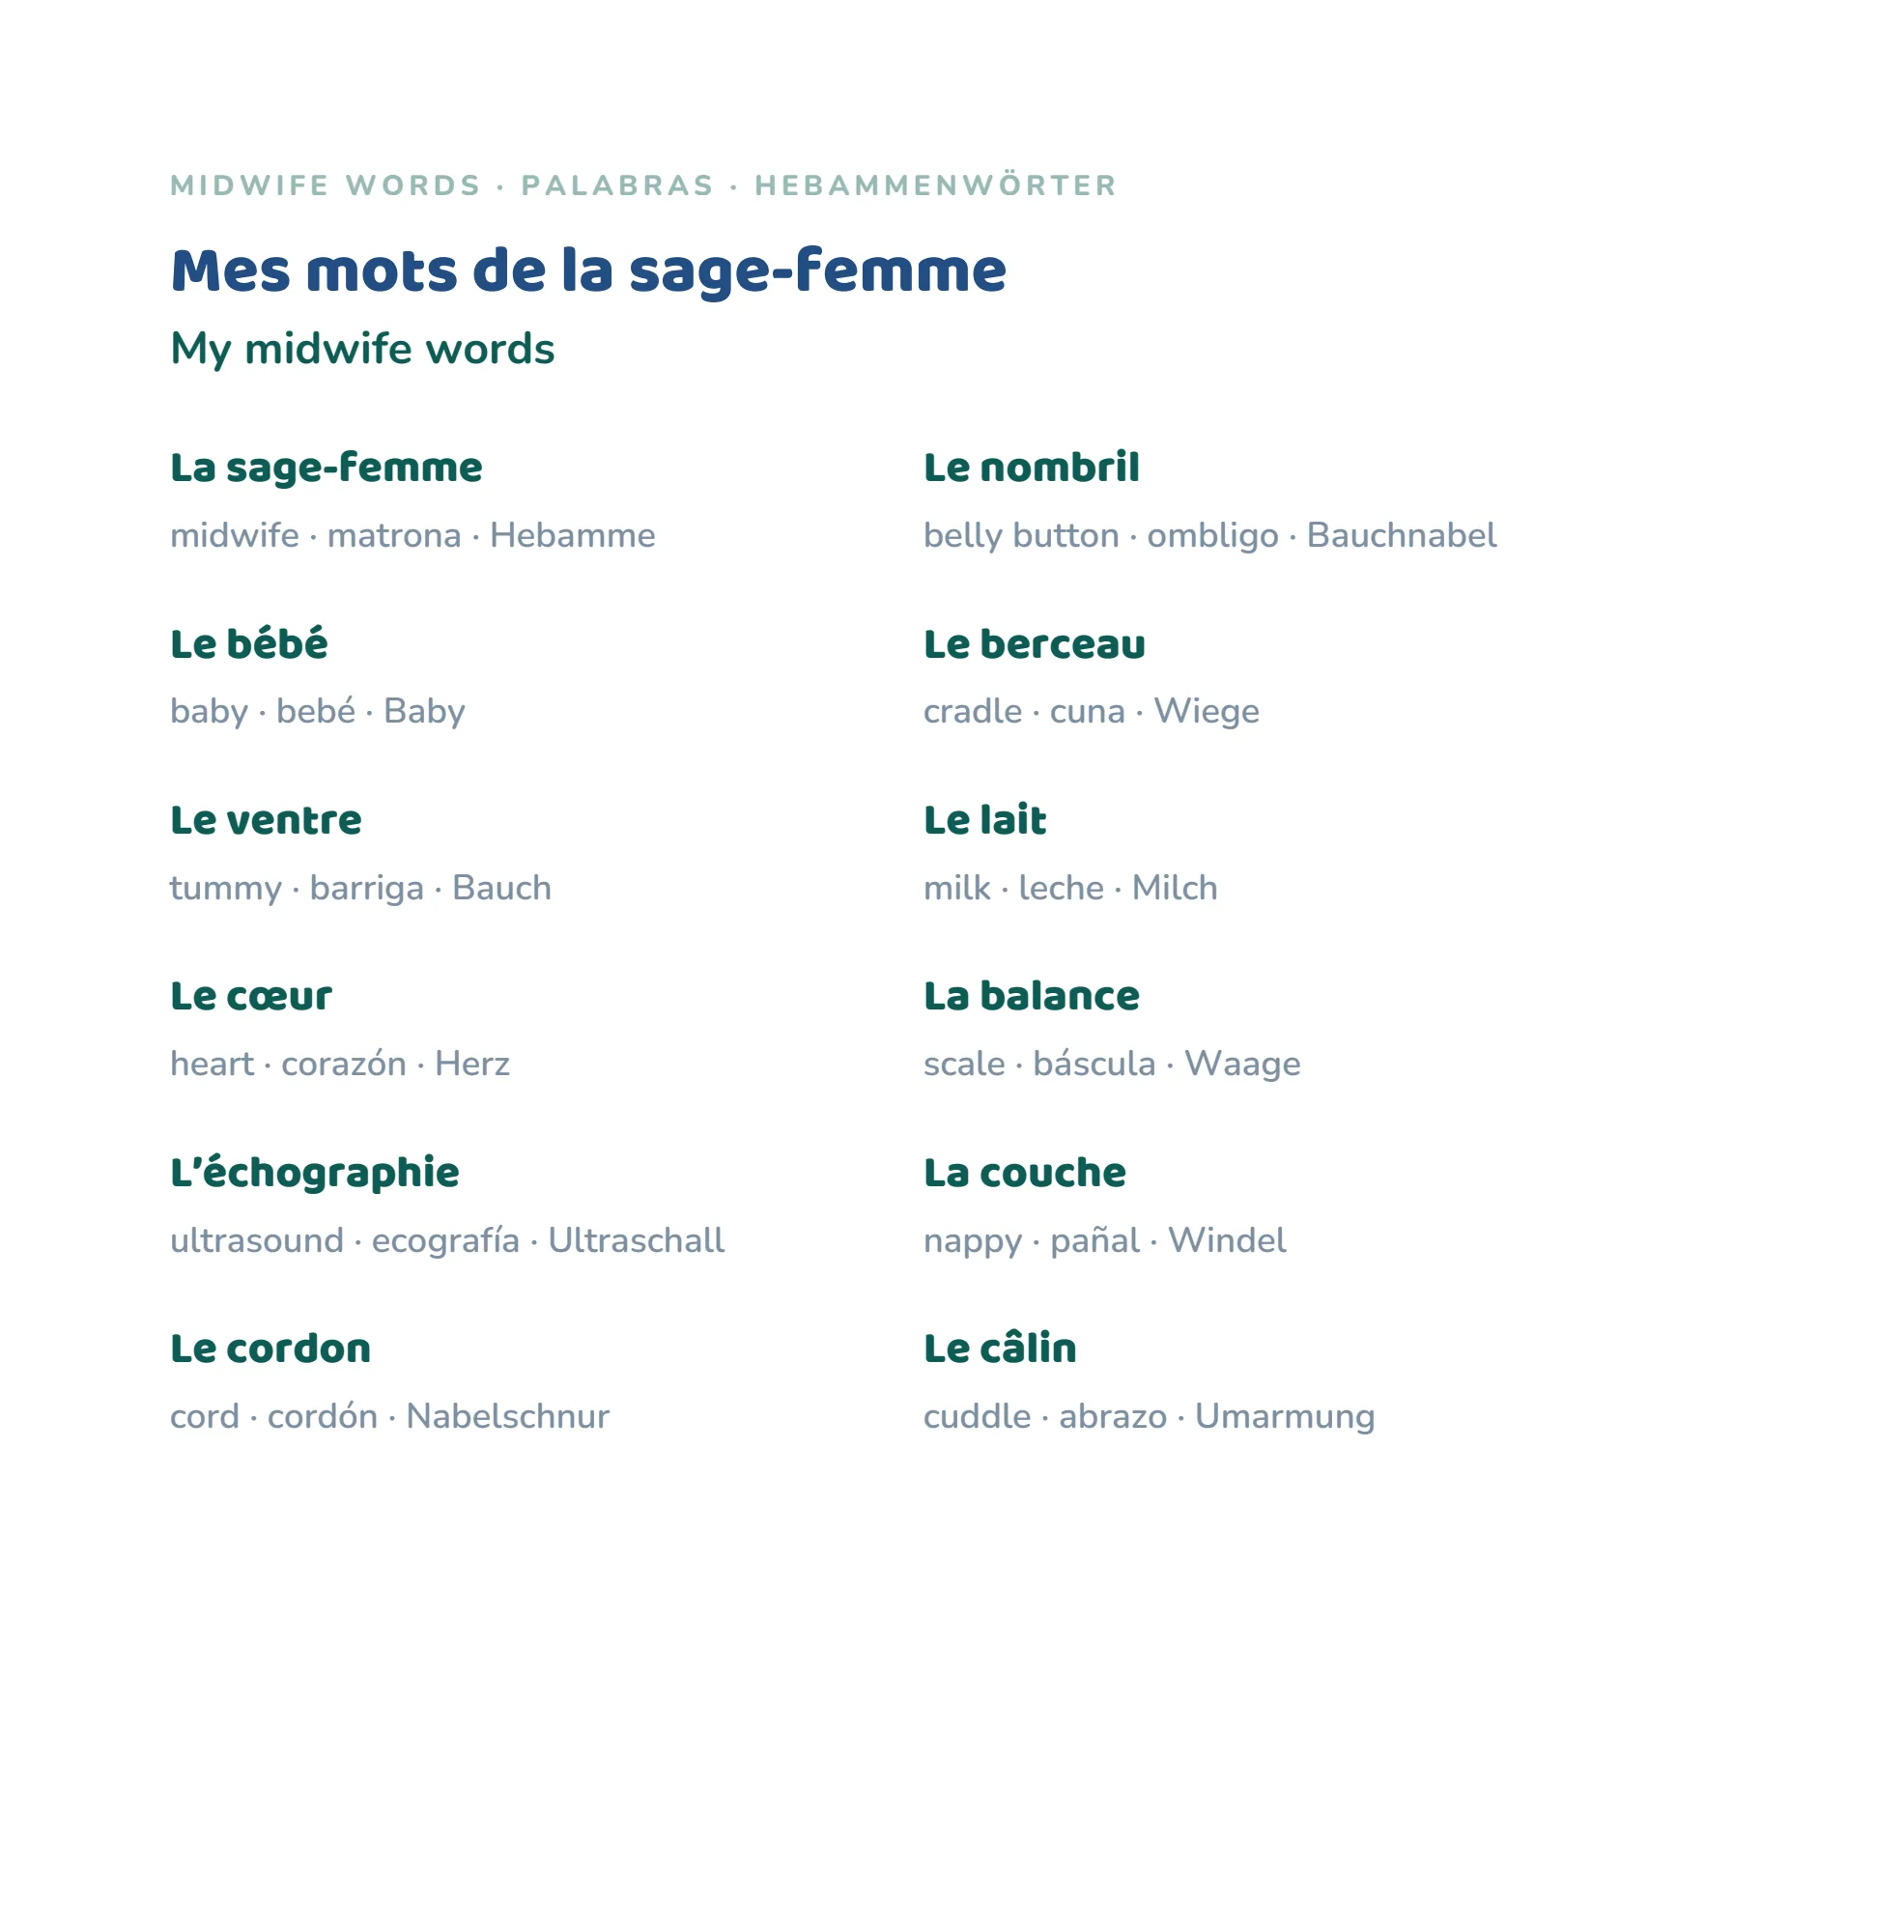 MIDWIFE WORDS · PALABRAS · HEBAMMENWÖRTER
Mes mots de la sage-femme
My midwife words
La sage-femme
midwife · matrona · Hebamme
Le bébé
baby · bebé · Baby
Le ventre
tummy · barriga · Bauch
Le cœur
heart · corazón · Herz
L’échographie
ultrasound · ecografía · Ultraschall
Le cordon
cord · cordón · Nabelschnur
Le nombril
belly button · ombligo · Bauchnabel
Le berceau
cradle · cuna · Wiege
Le lait
milk · leche · Milch
La balance
scale · báscula · Waage
La couche
nappy · pañal · Windel
Le câlin
cuddle · abrazo · Umarmung